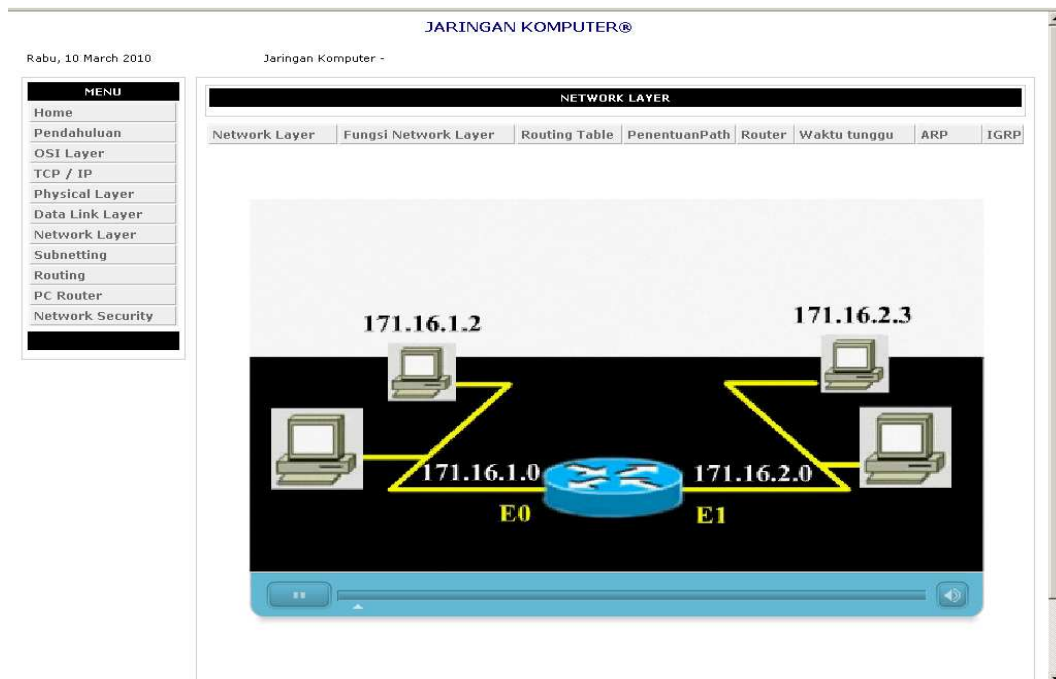 JARINGAN KOMPUTER®
Rabu, 10 March 2010
Jaringan Komputer -
MENU
Home
Pendahuluan
OSI Layer
TCP / IP
Physical Layer
Data Link Layer
Network Layer
Subnetting
Routing
PC Router
Network Security
NETWORK LAYER
Network Layer Fungsi Network Layer Routing Table PenentuanPath Router Waktu tunggu ARP IGRP
171.16.1.2
171.16.2.3
171.16.1.0
171.16.2.0
E0
E1